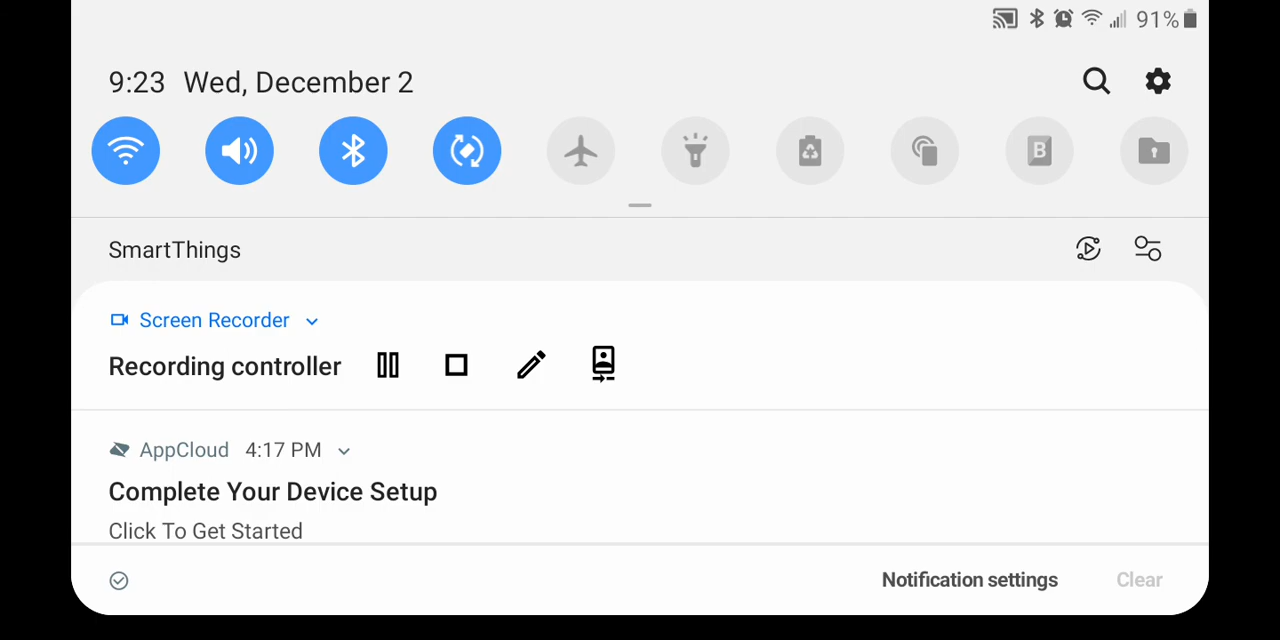 91%
9:23 Wed, December 2
B
SmartThings
Screen Recorder
Recording controller
AppCloud 4:17 PM
Complete Your Device Setup
Click To Get Started
Notification settings Clear